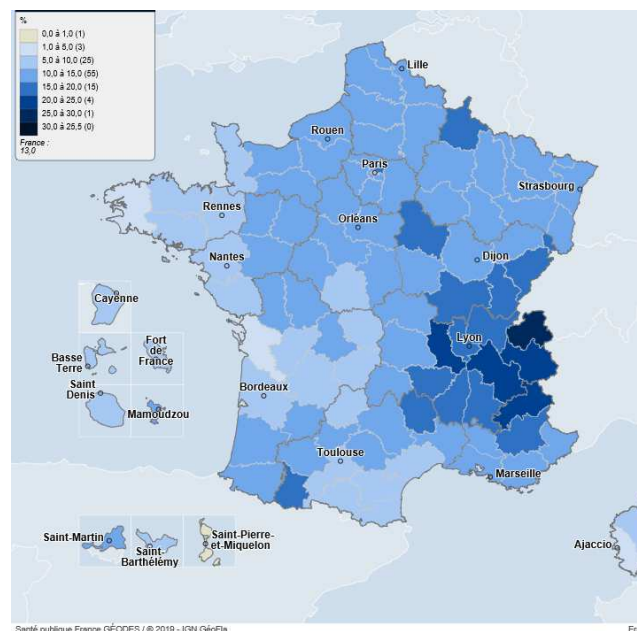 %
0,0 à 1,0 (1)
1,0 à 5,0 (3)
5,0 à 10,0 (25)
10,0 à 15,0 (55)
15,0 à 20,0 (15)
20,0 à 25,0 (4)
25,0 à 30,0 (1)
30,0 à 25,5 (0)
France :
13,0
Lille
Rouen
Paris
Strasbourg
Rennes
Orléans
Nantes
Dijon
Cayenne
Lyon
Basse
Terre
Fort
de
France
Saint
Denis
Mamoudzou
Bordeaux
Toulouse
Marseille
Saint-Martin
Saint-
Barthélémy
Saint-Pierre-
et-Miquelon
Ajaccio
Santé publique France GÉODES / © 2019 - IGN GéoFla